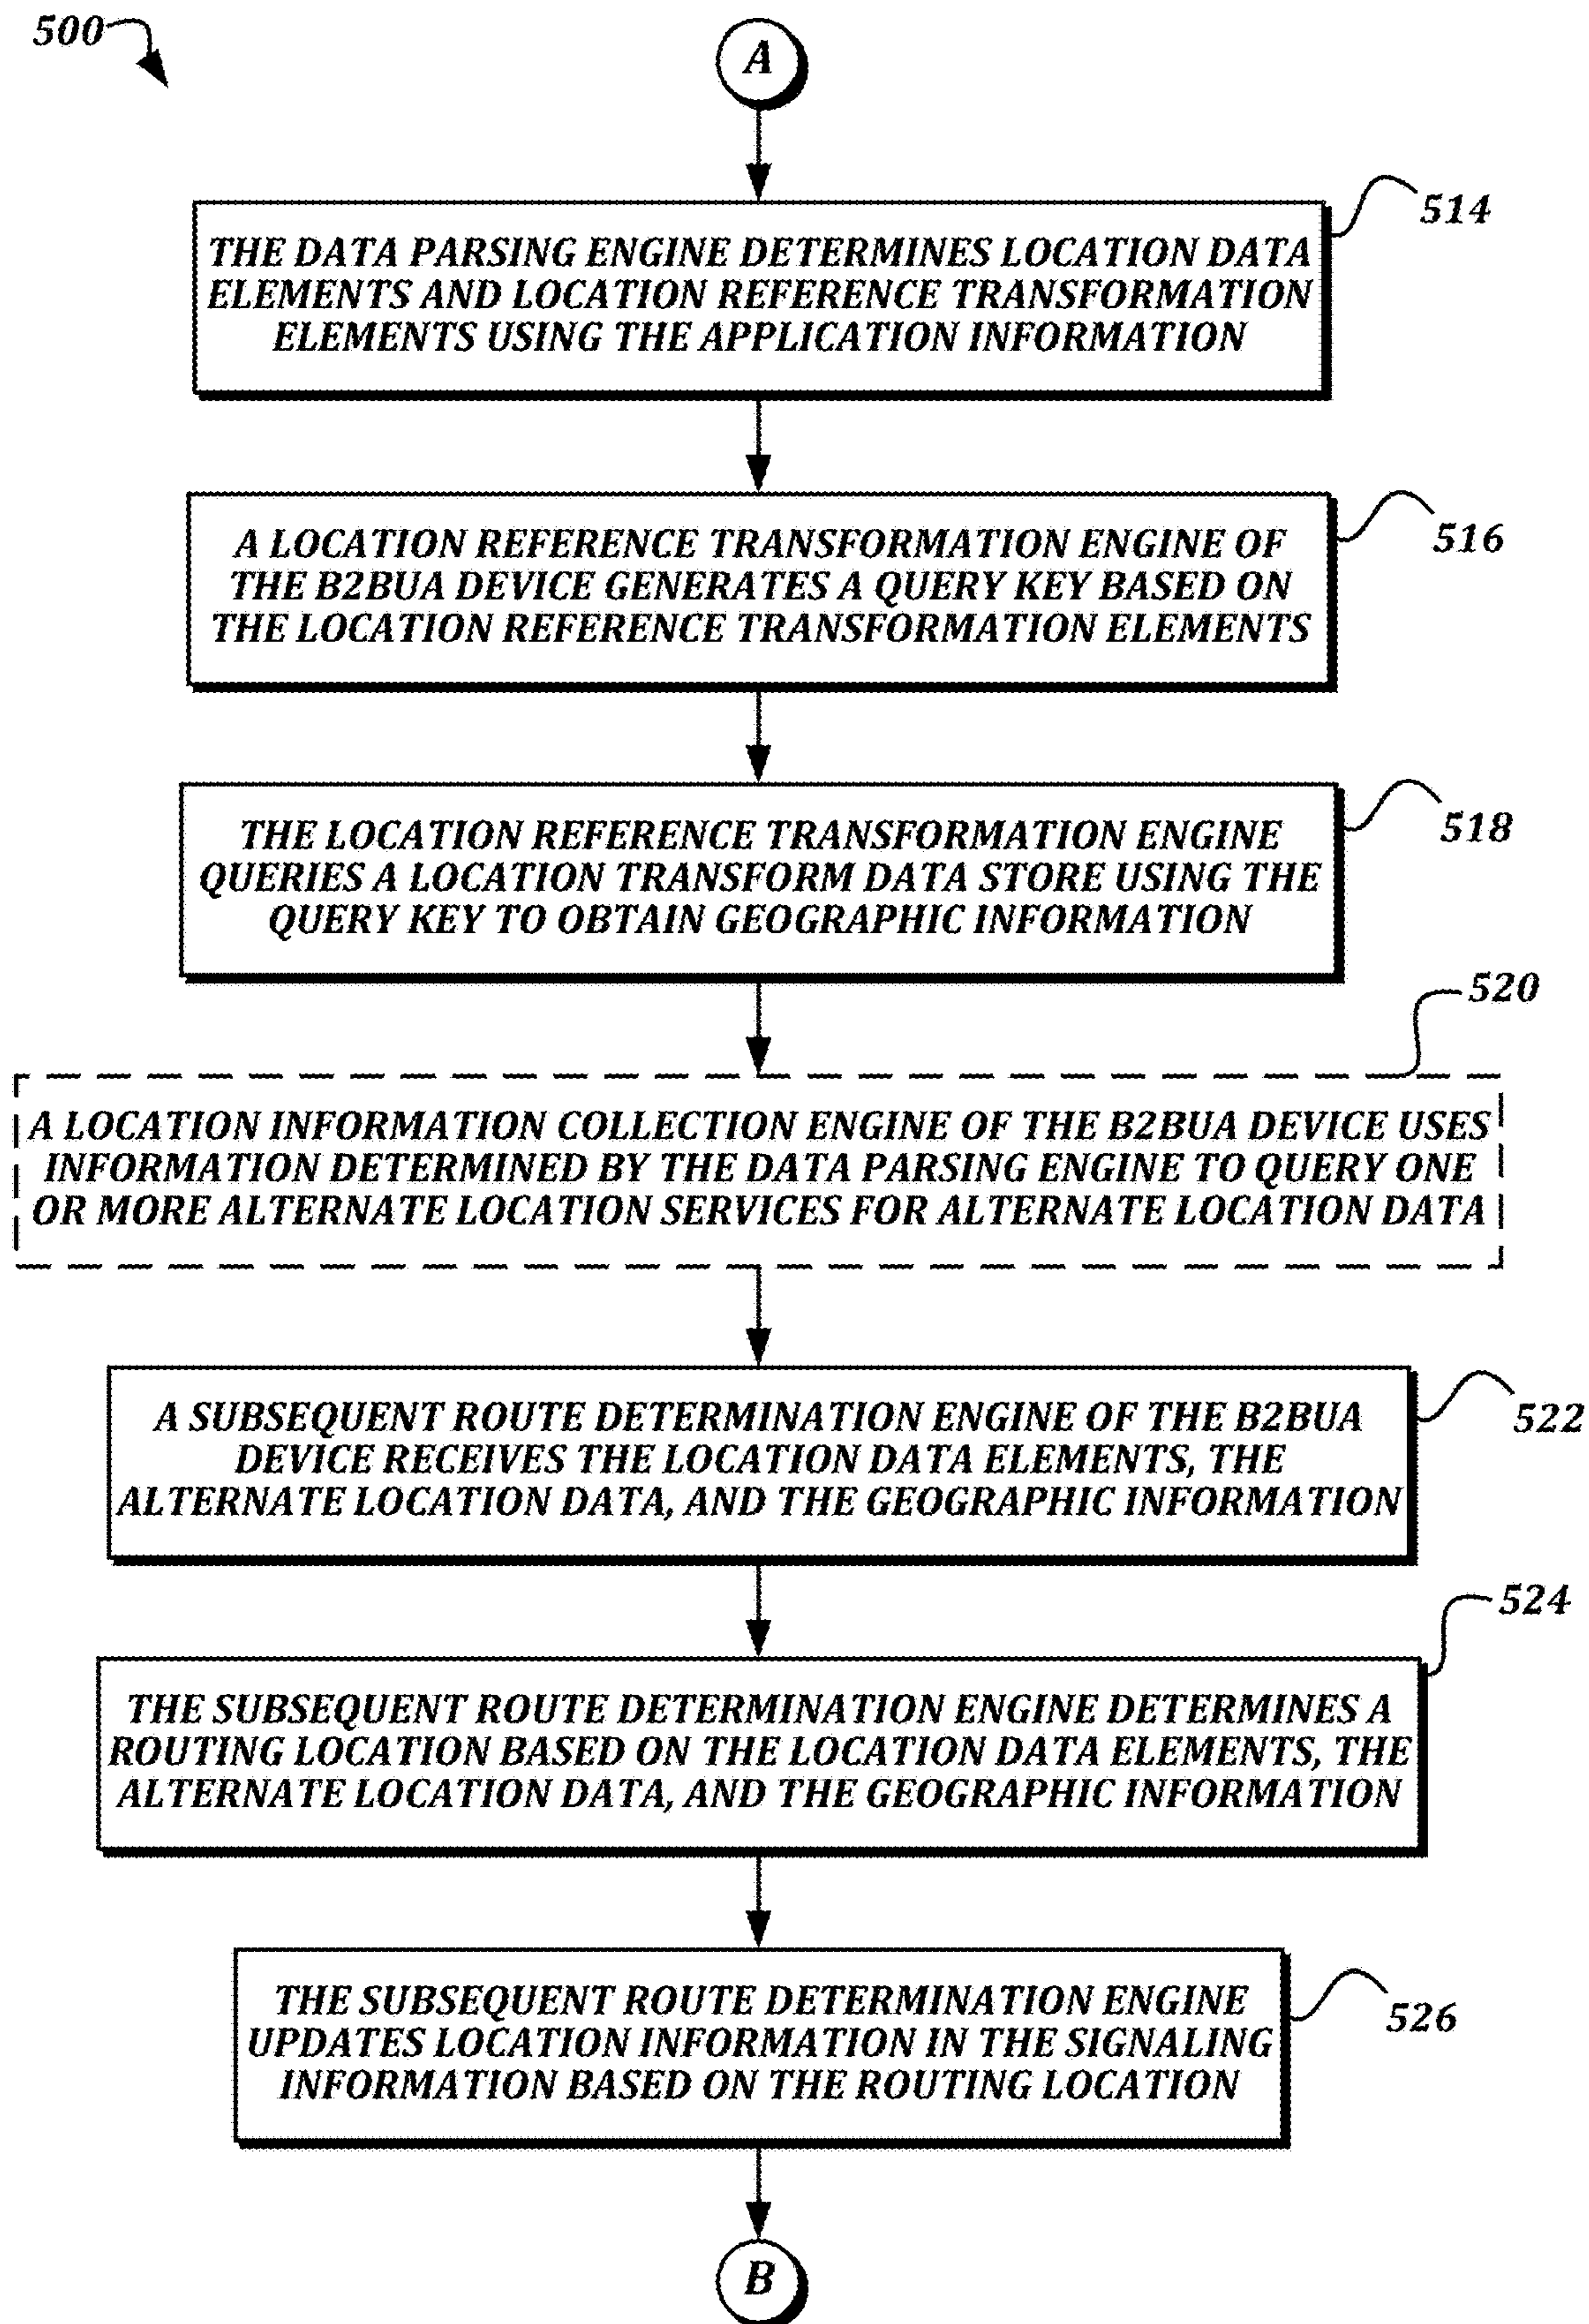 500
A
514
THE DATA PARSING ENGINE DETERMINES LOCATION DATA
ELEMENTS AND LOCATION REFERENCE TRANSFORMATION
ELEMENTS USING THE APPLICATION INFORMATION
516
A LOCATION REFERENCE TRANSFORMATION ENGINE OF
THE B2BUA DEVICE GENERATES A QUERY KEY BASED ON
THE LOCATION REFERENCE TRANSFORMATION ELEMENTS
518
THE LOCATION REFERENCE TRANSFORMATION ENGINE
QUERIES A LOCATION TRANSFORM DATA STORE USING THE
QUERY KEY TO OBTAIN GEOGRAPHIC INFORMATION
520
A LOCATION INFORMATION COLLECTION ENGINE OF THE B2BUA DEVICE USES
INFORMATION DETERMINED BY THE DATA PARSING ENGINE TO QUERY ONE
OR MORE ALTERNATE LOCATION SERVICES FOR ALTERNATE LOCATION DATA
522
A SUBSEQUENT ROUTE DETERMINATION ENGINE OF THE B2BUA
DEVICE RECEIVES THE LOCATION DATA ELEMENTS, THE
ALTERNATE LOCATION DATA, AND THE GEOGRAPHIC INFORMATION
524
THE SUBSEQUENT ROUTE DETERMINATION ENGINE DETERMINES A
ROUTING LOCATION BASED ON THE LOCATION DATA ELEMENTS, THE
ALTERNATE LOCATION DATA, AND THE GEOGRAPHIC INFORMATION
526
THE SUBSEQUENT ROUTE DETERMINATION ENGINE
UPDATES LOCATION INFORMATION IN THE SIGNALING
INFORMATION BASED ON THE ROUTING LOCATION
B